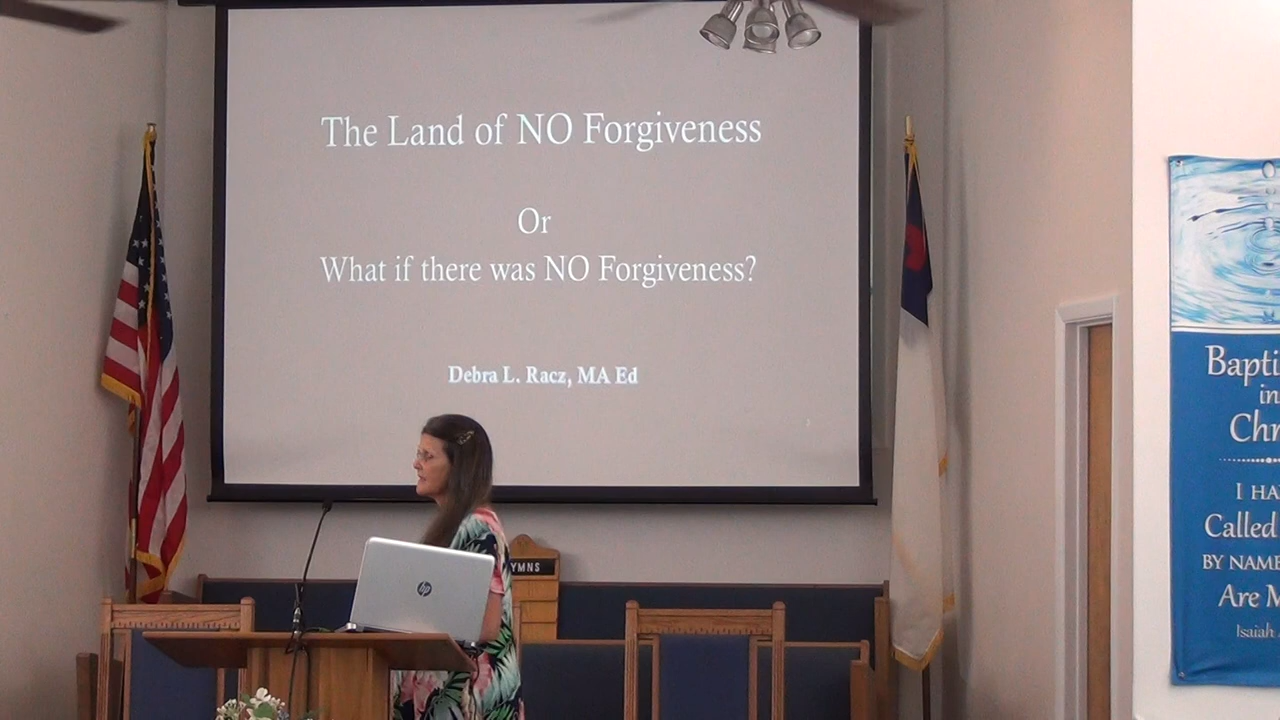 The Land of NO Forgiveness
Or
What if there was NO Forgiveness?
Debra L. Racz, MA Ed
hp
YMNS
Bapti
in
Chr
I HA
Called
BY NAME
Are M
Isaiah